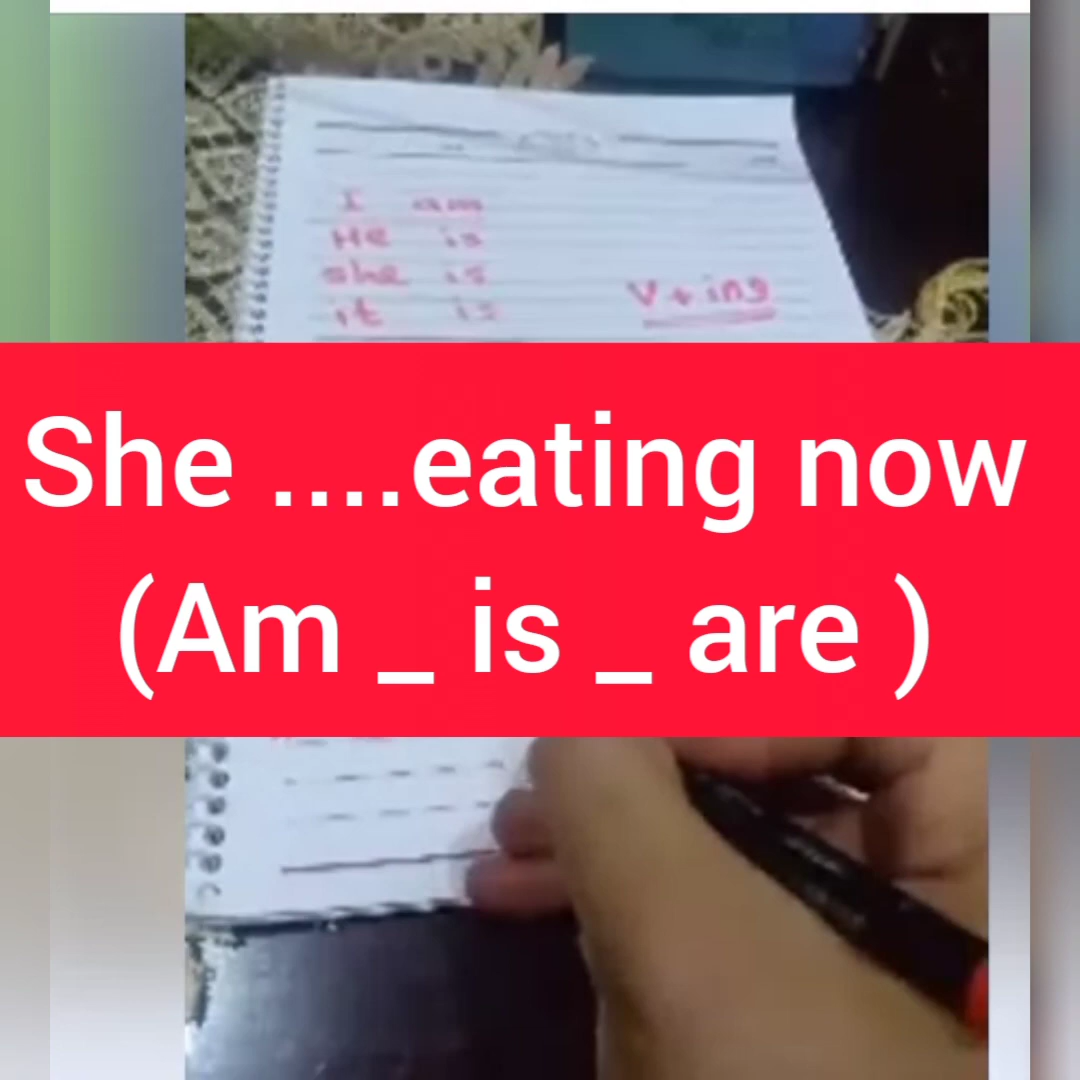 I am
He is
she is
it is
V + ing
She ....eating now
(Am _ is _ are )